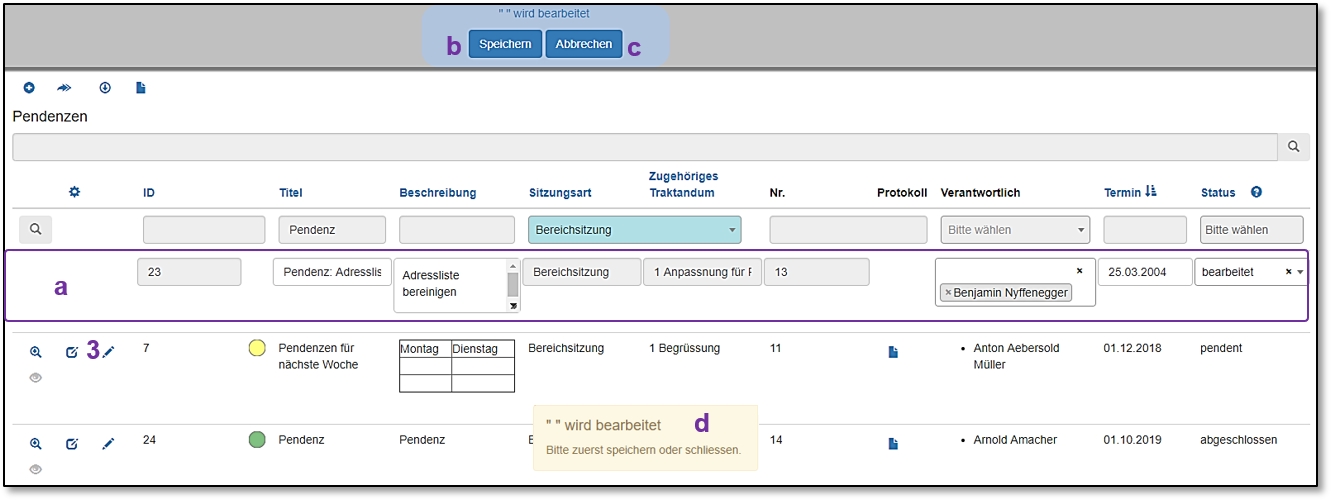 " " wird bearbeitet
b Speichern Abbrechen c
Pendenzen
Zugehöriges
ID Titel Beschreibung Sitzungsart Traktandum Nr. Protokoll Verantwortlich Termin Status
Pendenz Bereichsitzung Bitte wählen Bitte wählen
a 23 Pendenz: Adresslis Adressliste Bereichsitzung 1 Anpassnung für F 13 25.03.2004 bearbeitet
bereinigen
Benjamin Nyffenegger
3 7 Pendenzen für Montag Dienstag Bereichsitzung 1 Begrüssung 11 Anton Aebersold 01.12.2018 pendent
nächste Woche Müller
" " wird bearbeitet d
24 Pendenz Pendenz 14 Arnold Amacher 01.10.2019 abgeschlossen
Bitte zuerst speichern oder schliessen.